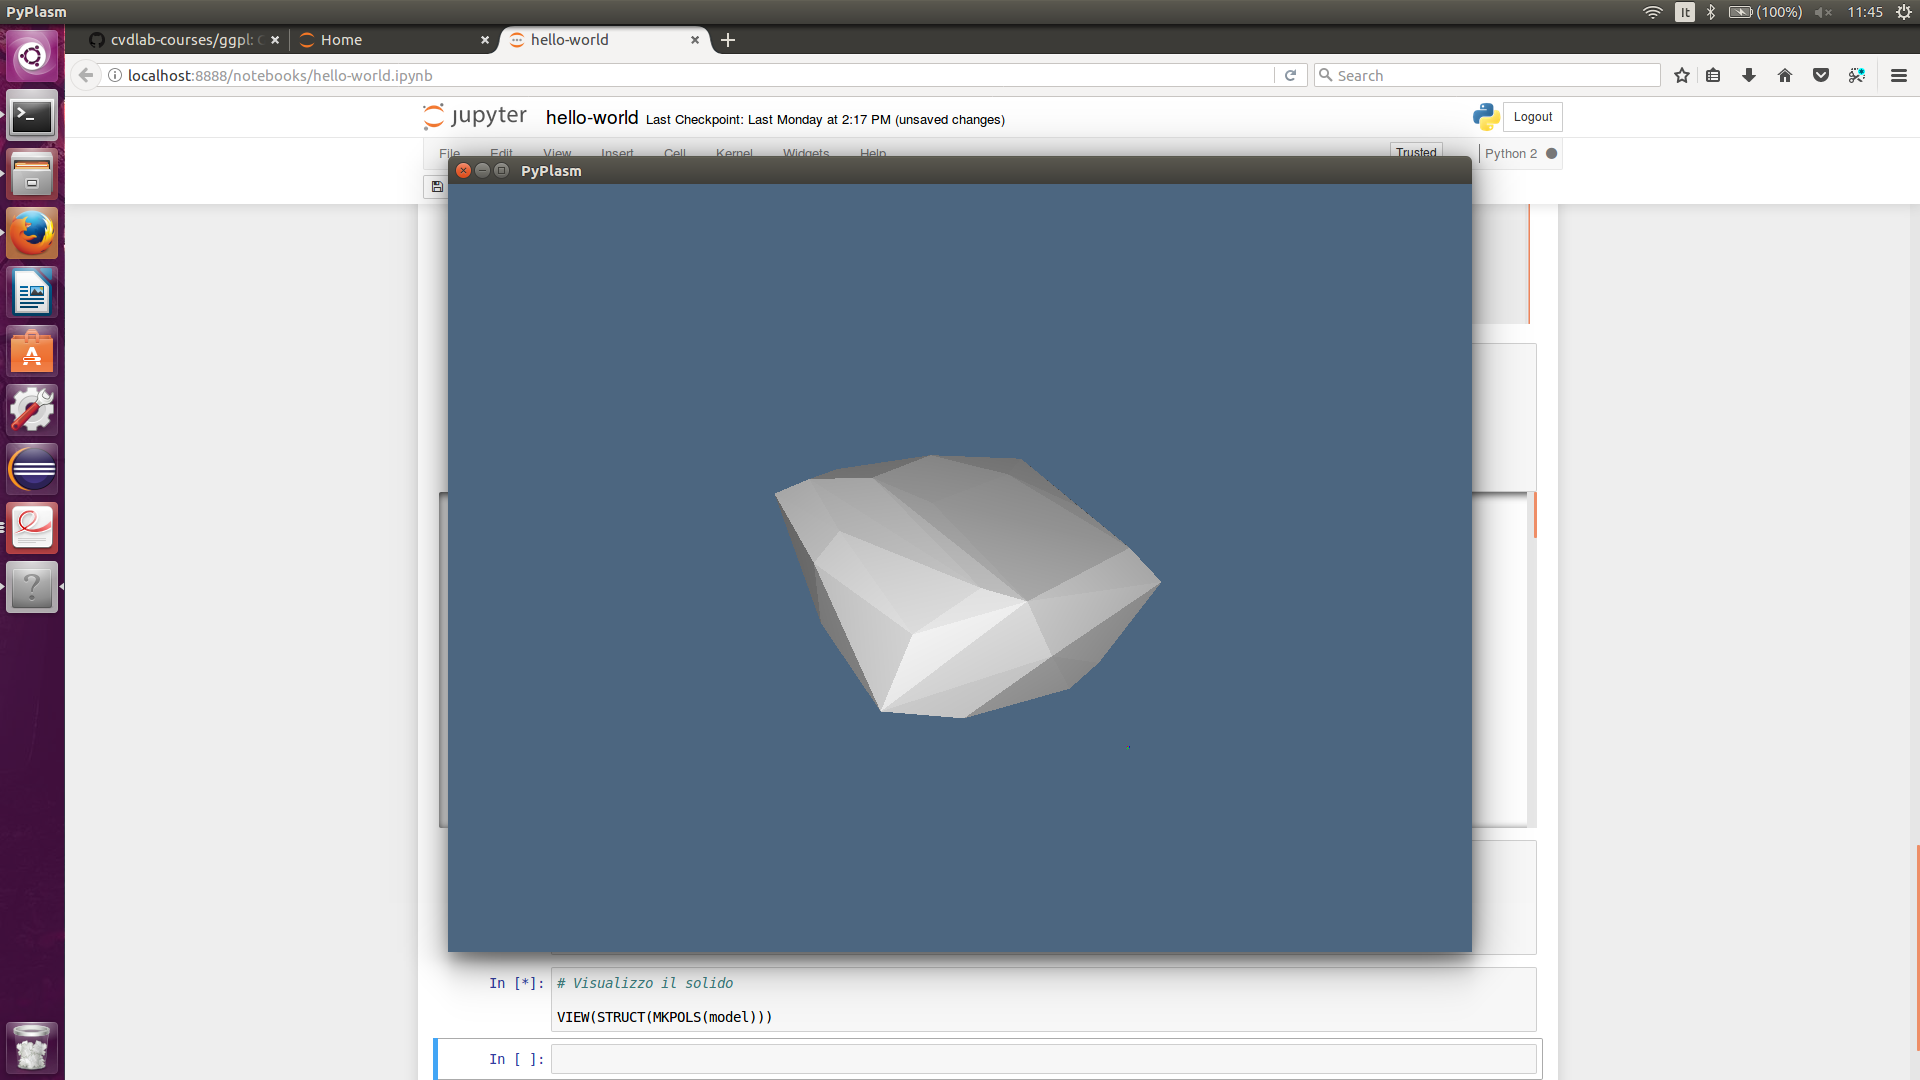 PyPlasm
It
(100%)
11:45
cvdlab-courses/ggpl:
Home
hello-world
localhost:8888/notebooks/hello-world.ipynb
Search
jupyter
hello-world Last Checkpoint: Last Monday at 2:17 PM (unsaved changes)
Logout
File Edit View Insert Cell Kernel Widgets Help
Trusted
Python 2
PyPlasm
In [*]: # Visualizzo il solido
VIEW(STRUCT(MKPOLS(model)))
In [ ]: